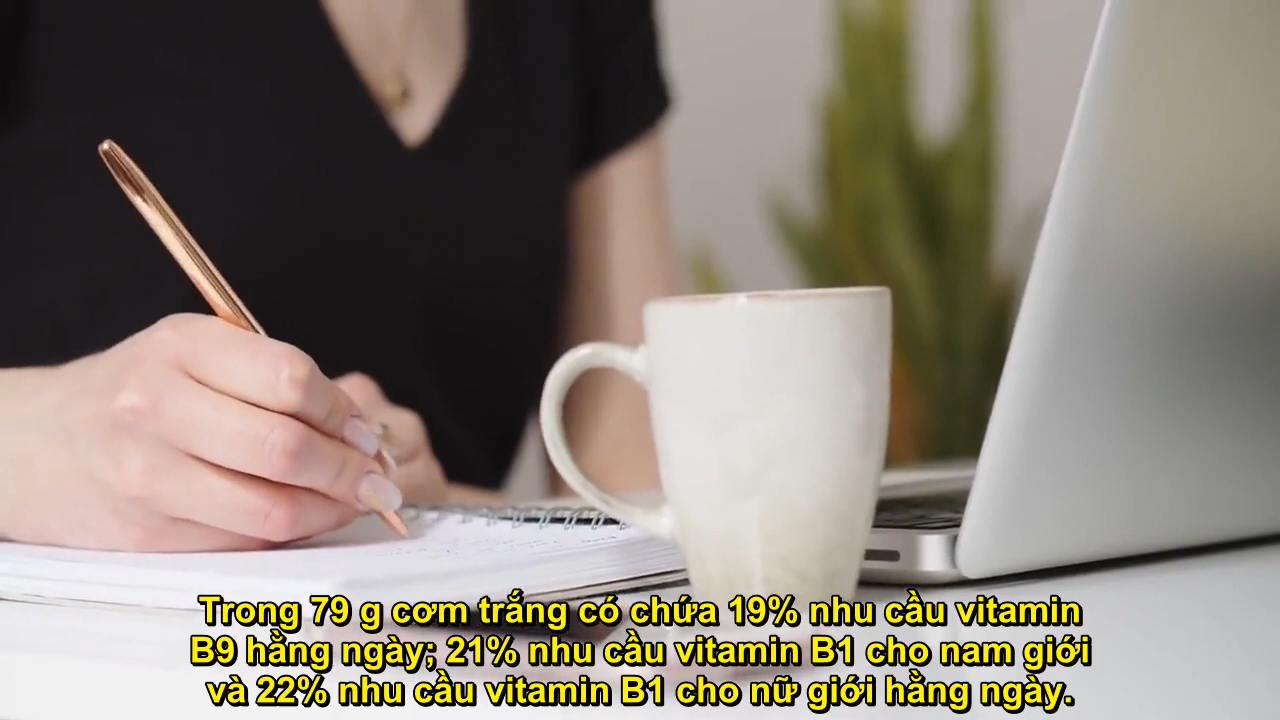 Trong 79 g cơm trắng có chứa 19% nhu cầu vitamin
B9 hằng ngày; 21% nhu cầu vitamin B1 cho nam giới
và 22% nhu cầu vitamin B1 cho nữ giới hằng ngày.